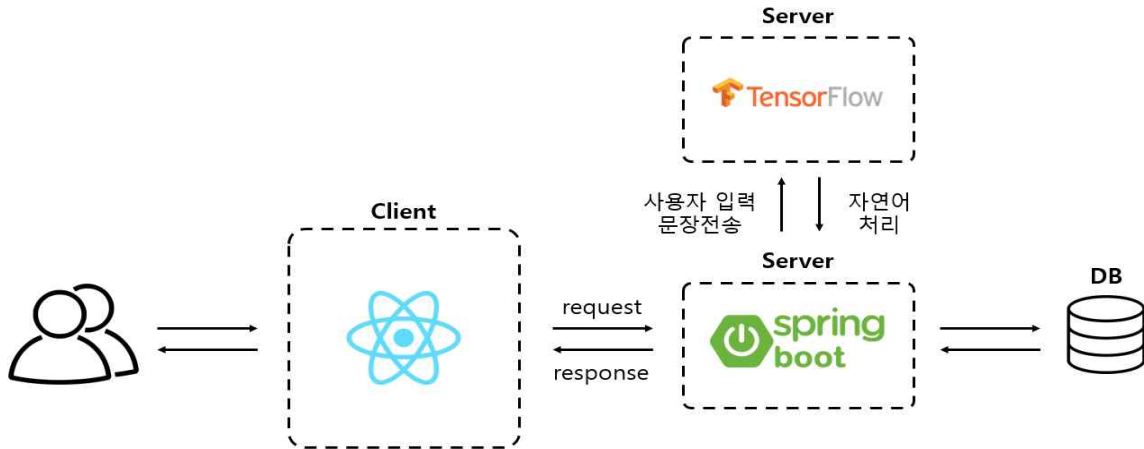 Server
TensorFlow
사용자 입력
문장전송
자연어
처리
Client
Server
DB
request
response
spring
boot